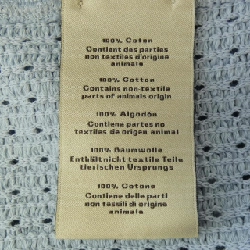 100% Coton
Contient des parties
non textiles d'origine
animale
100% Cotton
Contains non-textile
parts of animals origin
100% Algodón
Contiene partes no
textiles de origen animal
100% Baumwolle
Enthält nicht textile Teile
tierischen Ursprungs
100% Cotone
Contiene delle parti
non tessili di origine
animale